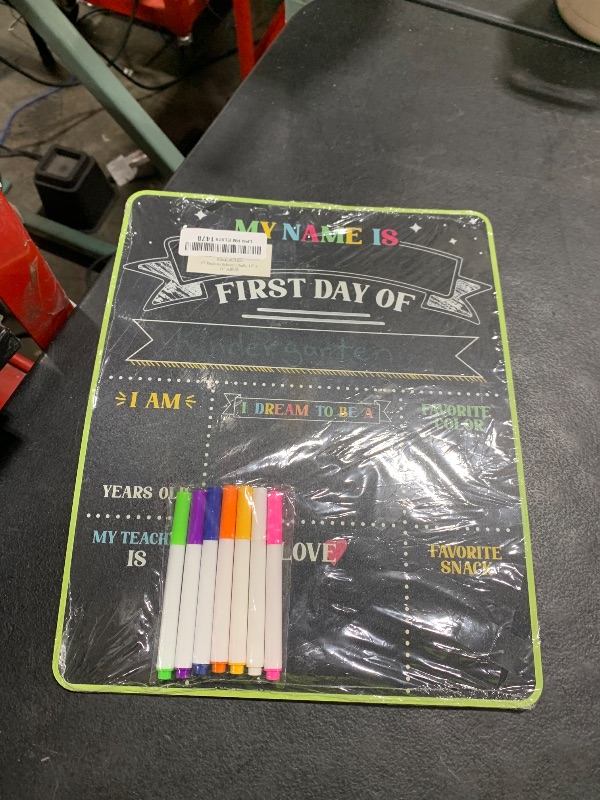 MY NAME IS
FIRST DAY OF
kindergarten
I AM
I DREAM TO BE A
FAVORITE
COLOR
YEARS OLD
MY TEACH
IS
LOVE
FAVORITE
SNACK